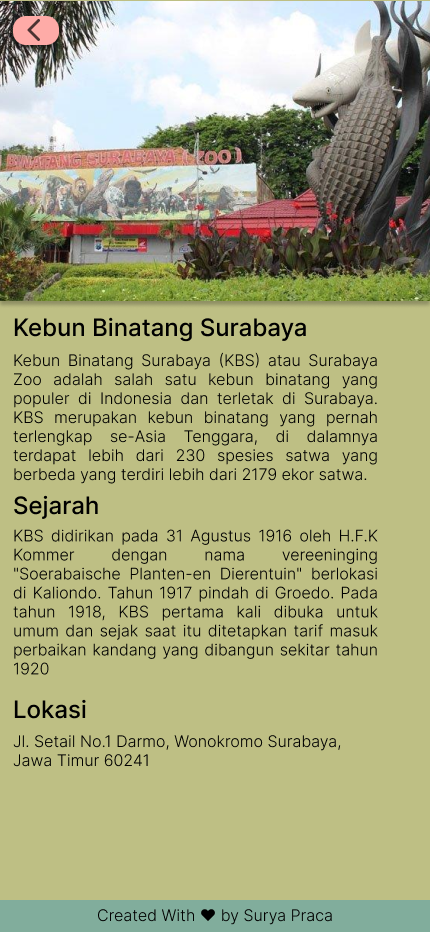 BINATANG SURABAYA (ZOO)
Kebun Binatang Surabaya
Kebun Binatang Surabaya (KBS) atau Surabaya
Zoo adalah salah satu kebun binatang yang
populer di Indonesia dan terletak di Surabaya.
KBS merupakan kebun binatang yang pernah
terlengkap se-Asia Tenggara, di dalamnya
terdapat lebih dari 230 spesies satwa yang
berbeda yang terdiri lebih dari 2179 ekor satwa.
Sejarah
KBS didirikan pada 31 Agustus 1916 oleh H.F.K
Kommer dengan nama vereeninging
"Soerabaische Planten-en Dierentuin" berlokasi
di Kaliondo. Tahun 1917 pindah di Groedo. Pada
tahun 1918, KBS pertama kali dibuka untuk
umum dan sejak saat itu ditetapkan tarif masuk
perbaikan kandang yang dibangun sekitar tahun
1920
Lokasi
Jl. Setail No.1 Darmo, Wonokromo Surabaya,
Jawa Timur 60241
Created With ♥ by Surya Praca